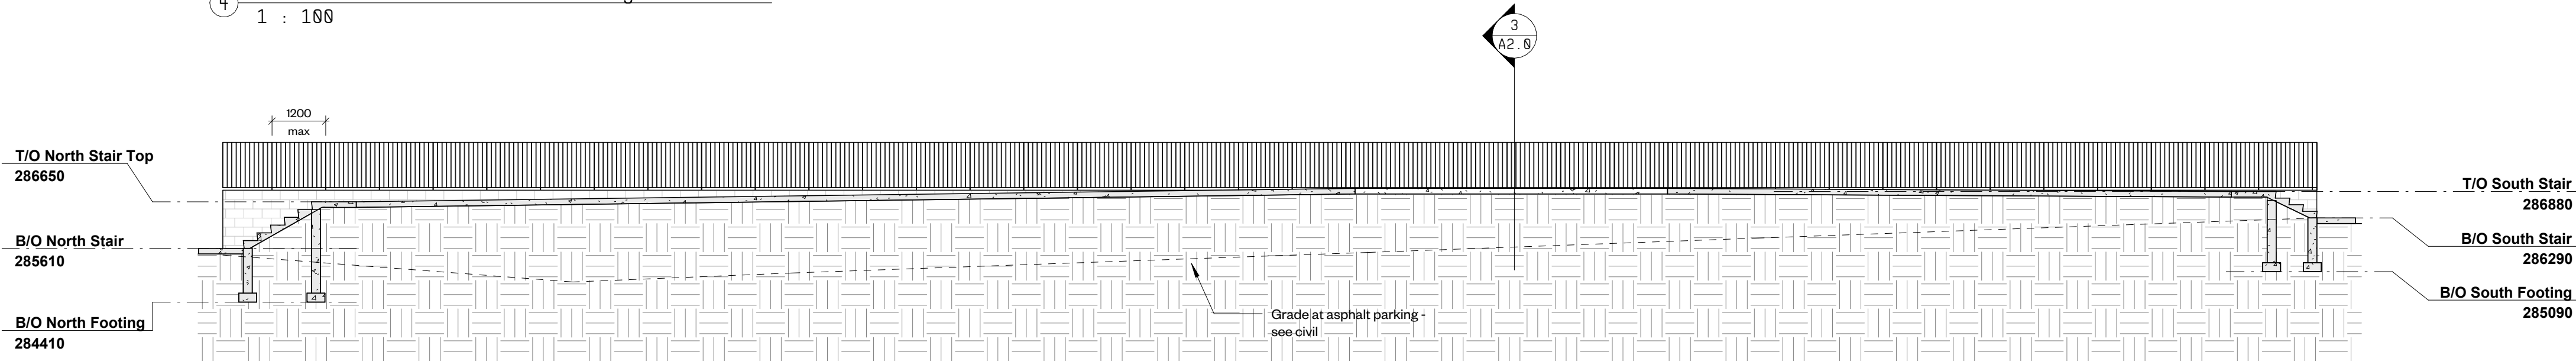 4
1 : 100
3
A2.0
1200
max
T/O North Stair Top
286650
B/O North Stair
285610
B/O North Footing
284410
T/O South Stair
286880
B/O South Stair
286290
B/O South Footing
285090
Grade at asphalt parking -
see civil